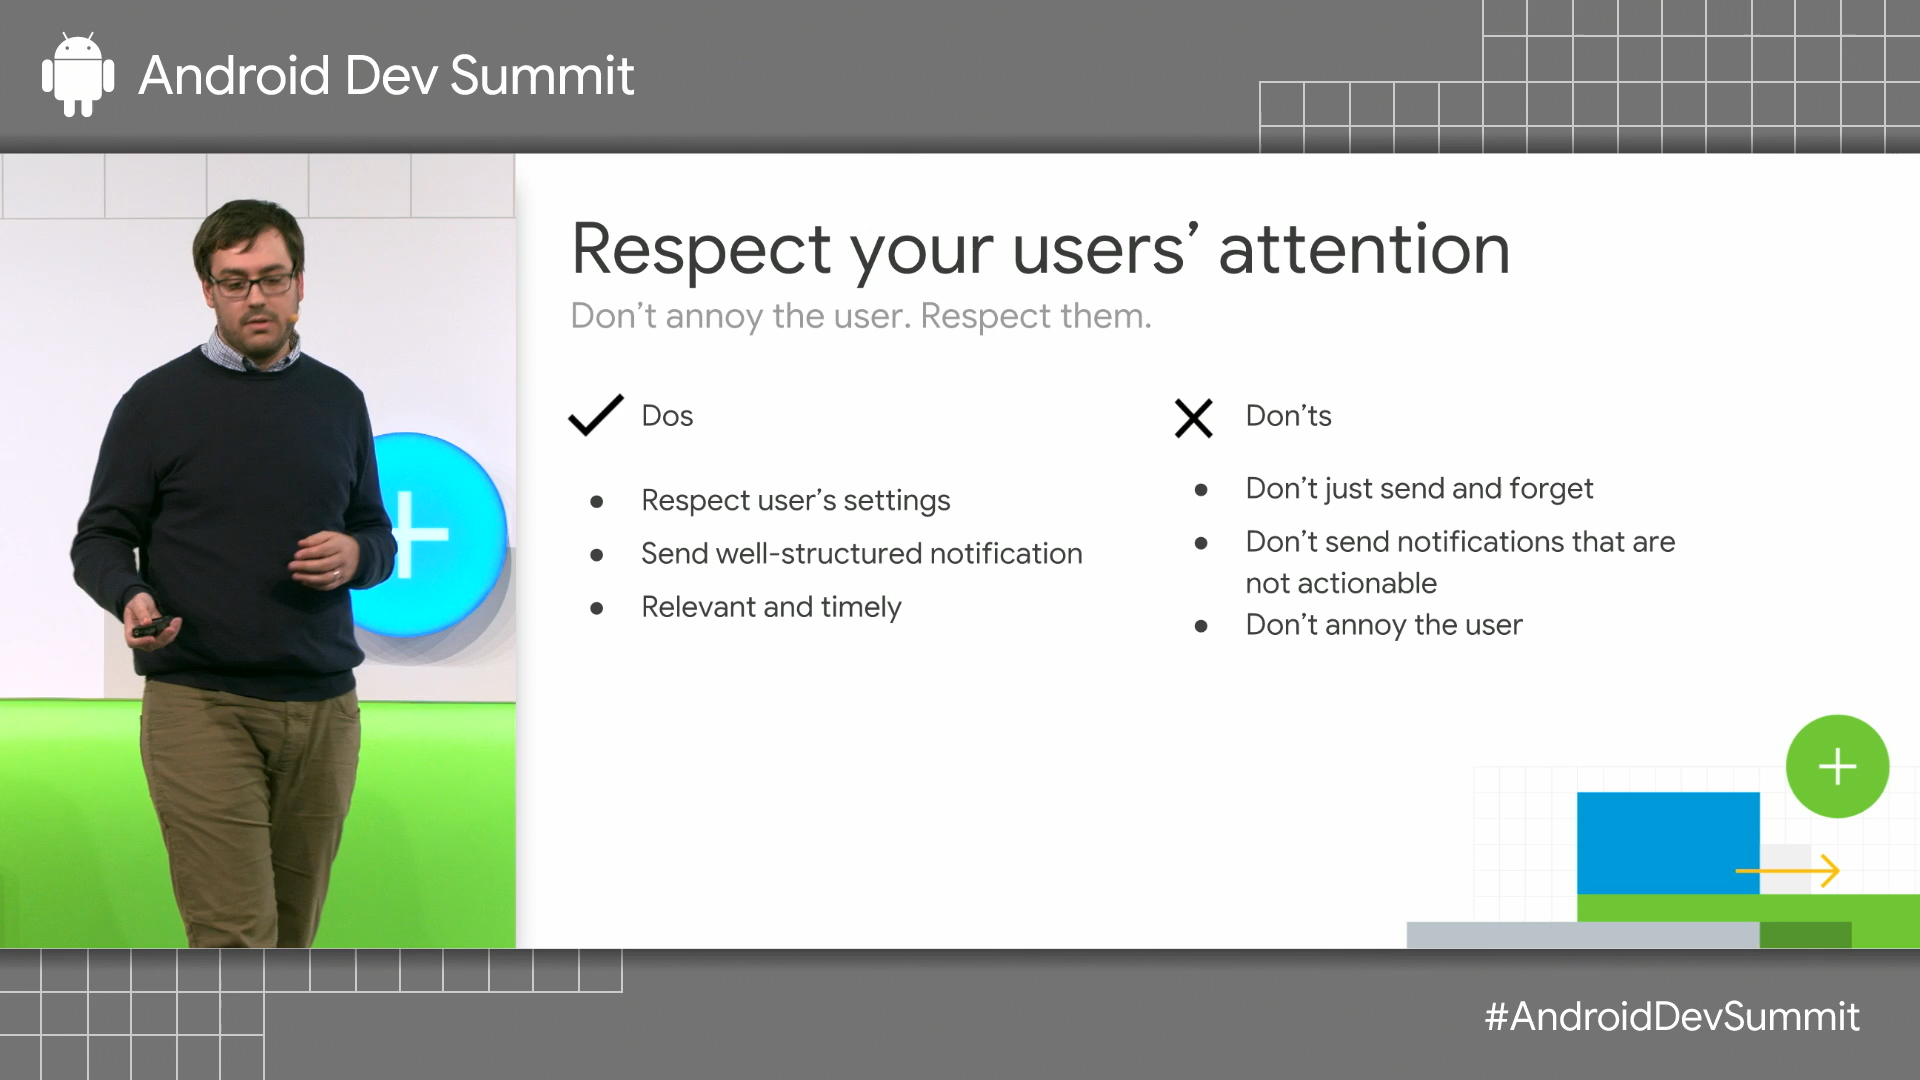 Android Dev Summit
Respect your users’ attention
Don’t annoy the user. Respect them.
Dos
Respect user’s settings
Send well-structured notification
Relevant and timely
Don’ts
Don’t just send and forget
Don’t send notifications that are
not actionable
Don’t annoy the user
#AndroidDevSummit